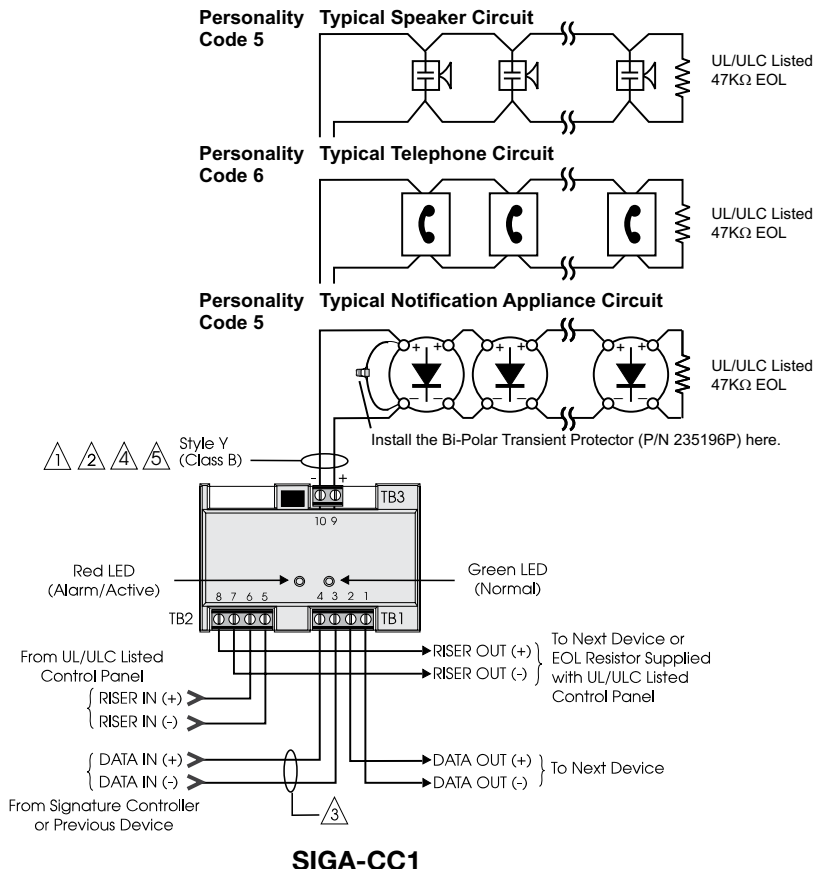 Personality Typical Speaker Circuit
Code 5
UL/ULC Listed
47KΩ EOL
Personality Typical Telephone Circuit
Code 6
UL/ULC Listed
47KΩ EOL
Personality Typical Notification Appliance Circuit
Code 5
+ + + + + +
UL/ULC Listed
47KΩ EOL
− − − − − −
Install the Bi-Polar Transient Protector (P/N 235196P) here.
1 2 4 5
Style Y
(Class B)
- +
TB3
10 9
Red LED
(Alarm/Active)
Green LED
(Normal)
8 7 6 5 4 3 2 1
TB2 TB1
From UL/ULC Listed
Control Panel
RISER IN (+)
RISER IN (-)
RISER OUT (+)
RISER OUT (-)
To Next Device or
EOL Resistor Supplied
with UL/ULC Listed
Control Panel
DATA IN (+)
DATA IN (-)
DATA OUT (+)
DATA OUT (-)
To Next Device
From Signature Controller
or Previous Device
3
SIGA-CC1